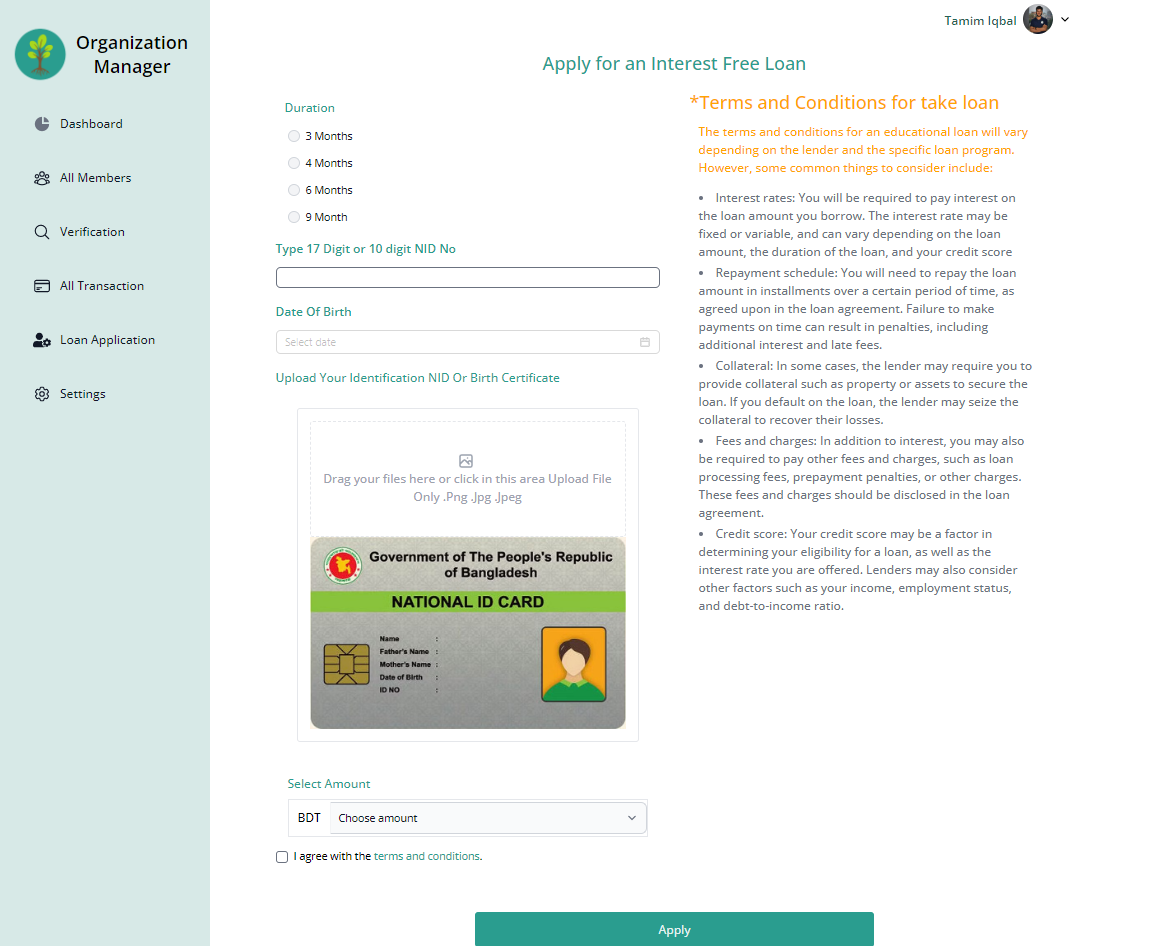 Organization
Manager
Dashboard
All Members
Verification
All Transaction
Loan Application
Settings
Tamim Iqbal
Apply for an Interest Free Loan
Duration
3 Months
4 Months
6 Months
9 Month
Type 17 Digit or 10 digit NID No
Date Of Birth
Select date
Upload Your Identification NID Or Birth Certificate
Drag your files here or click in this area Upload File
Only .Png .Jpg .Jpeg
Government of The People's Republic
of Bangladesh
NATIONAL ID CARD
Name :
Father's Name :
Mother's Name :
Date of Birth :
ID NO :
Select Amount
BDT Choose amount
I agree with the terms and conditions.
Apply
*Terms and Conditions for take loan
The terms and conditions for an educational loan will vary
depending on the lender and the specific loan program.
However, some common things to consider include:
• Interest rates: You will be required to pay interest on
the loan amount you borrow. The interest rate may be
fixed or variable, and can vary depending on the loan
amount, the duration of the loan, and your credit score
• Repayment schedule: You will need to repay the loan
amount in installments over a certain period of time, as
agreed upon in the loan agreement. Failure to make
payments on time can result in penalties, including
additional interest and late fees.
• Collateral: In some cases, the lender may require you to
provide collateral such as property or assets to secure the
loan. If you default on the loan, the lender may seize the
collateral to recover their losses.
• Fees and charges: In addition to interest, you may also
be required to pay other fees and charges, such as loan
processing fees, prepayment penalties, or other charges.
These fees and charges should be disclosed in the loan
agreement.
• Credit score: Your credit score may be a factor in
determining your eligibility for a loan, as well as the
interest rate you are offered. Lenders may also consider
other factors such as your income, employment status,
and debt-to-income ratio.